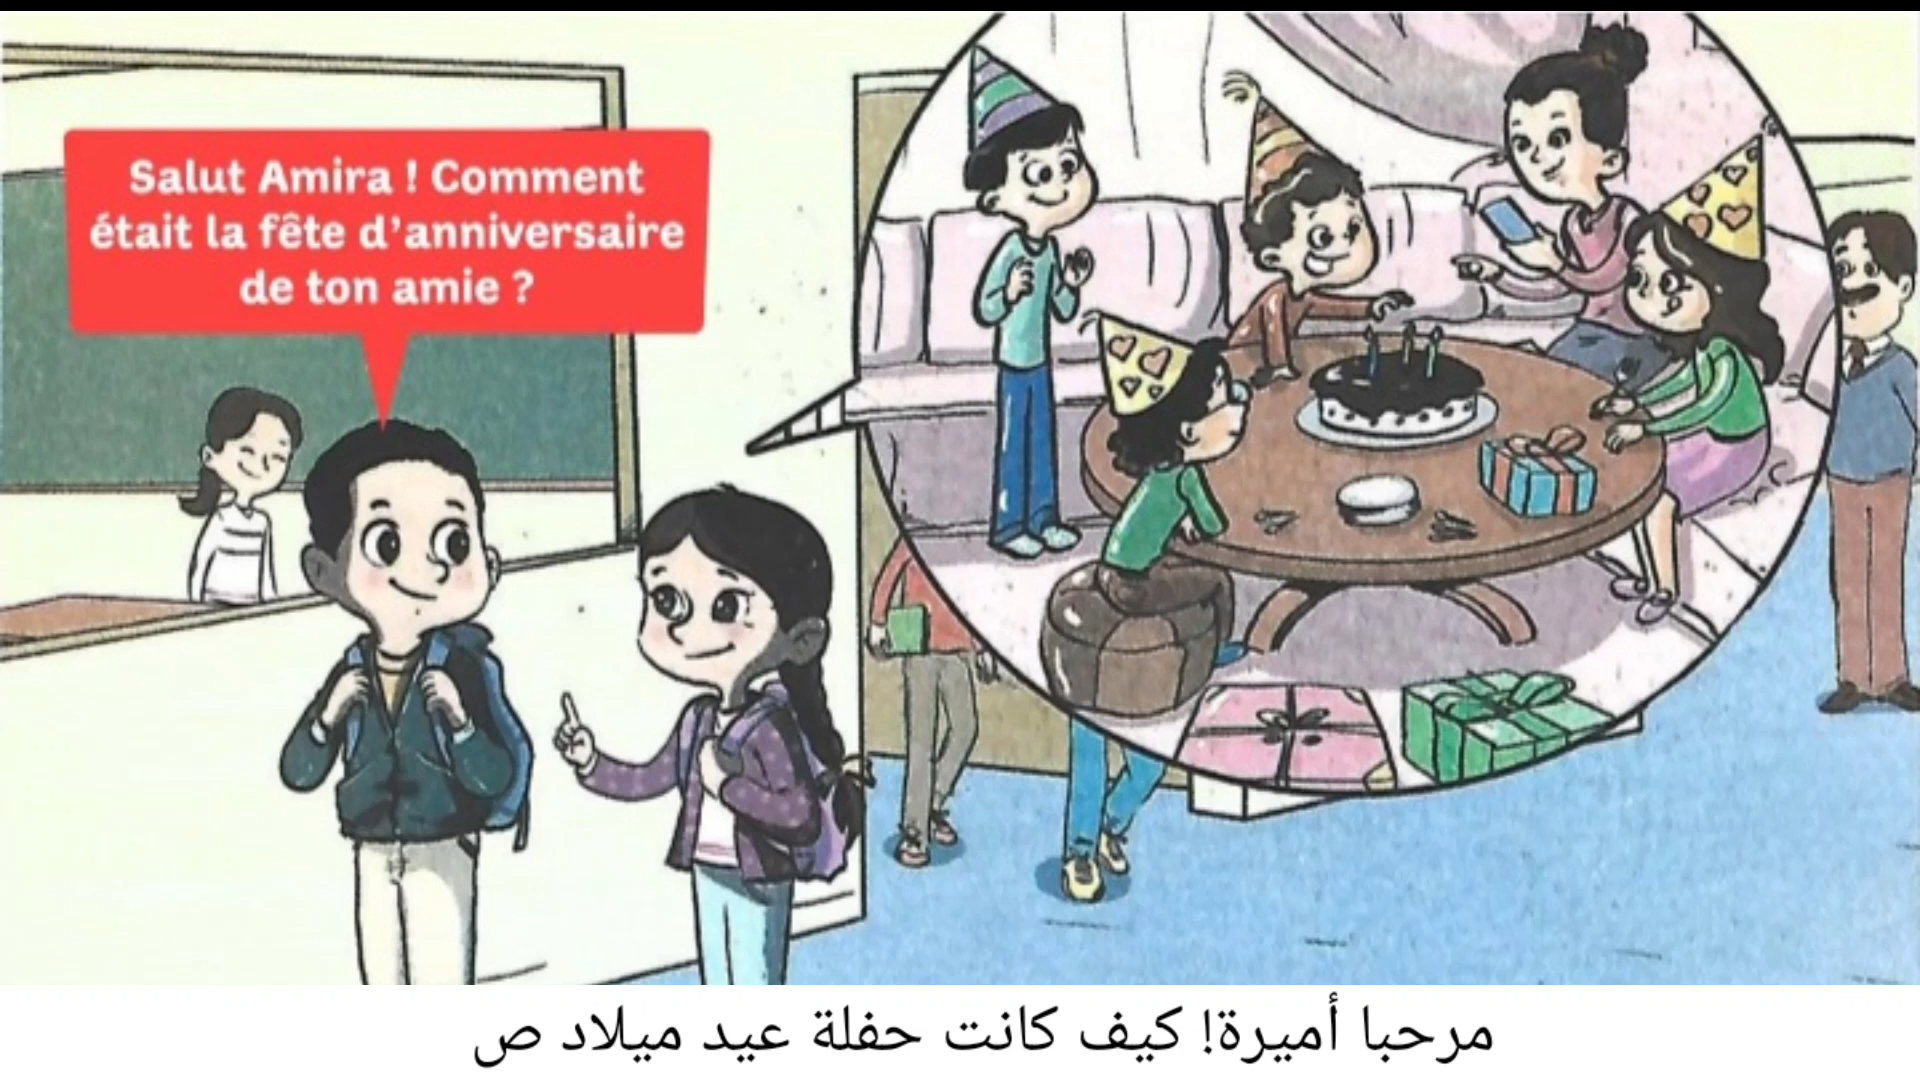 Salut Amira ! Comment
était la fête d'anniversaire
de ton amie ?
مرحبا أميرة! كيف كانت حفلة عيد ميلاد ص